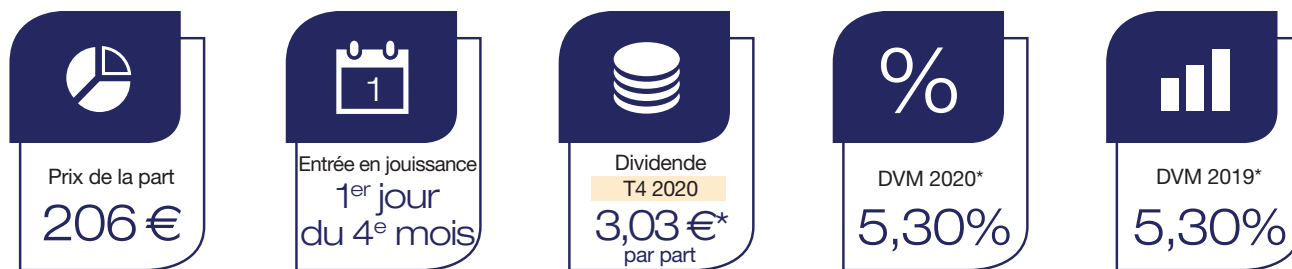 Prix de la part
206 €
1
Entrée en jouissance
1er jour
du 4e mois
Dividende
T4 2020
3,03 €*
par part
%
DVM 2020*
5,30%
DVM 2019*
5,30%